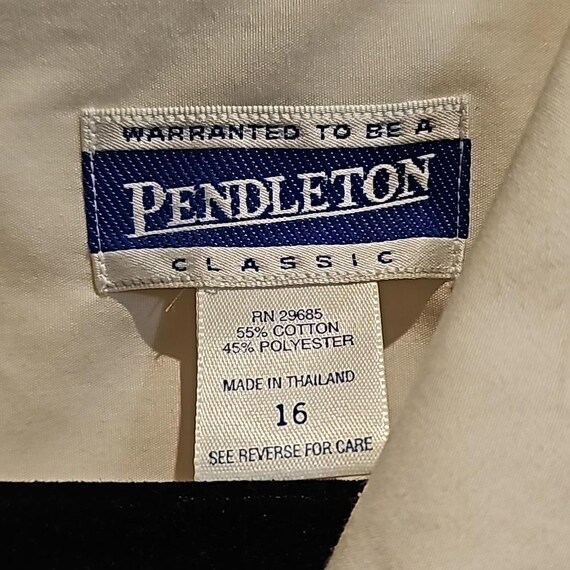 WARRANTED TO BE A
PENDLETON
CLASSIC
RN 29685
55% COTTON
45% POLYESTER
MADE IN THAILAND
16
SEE REVERSE FOR CARE